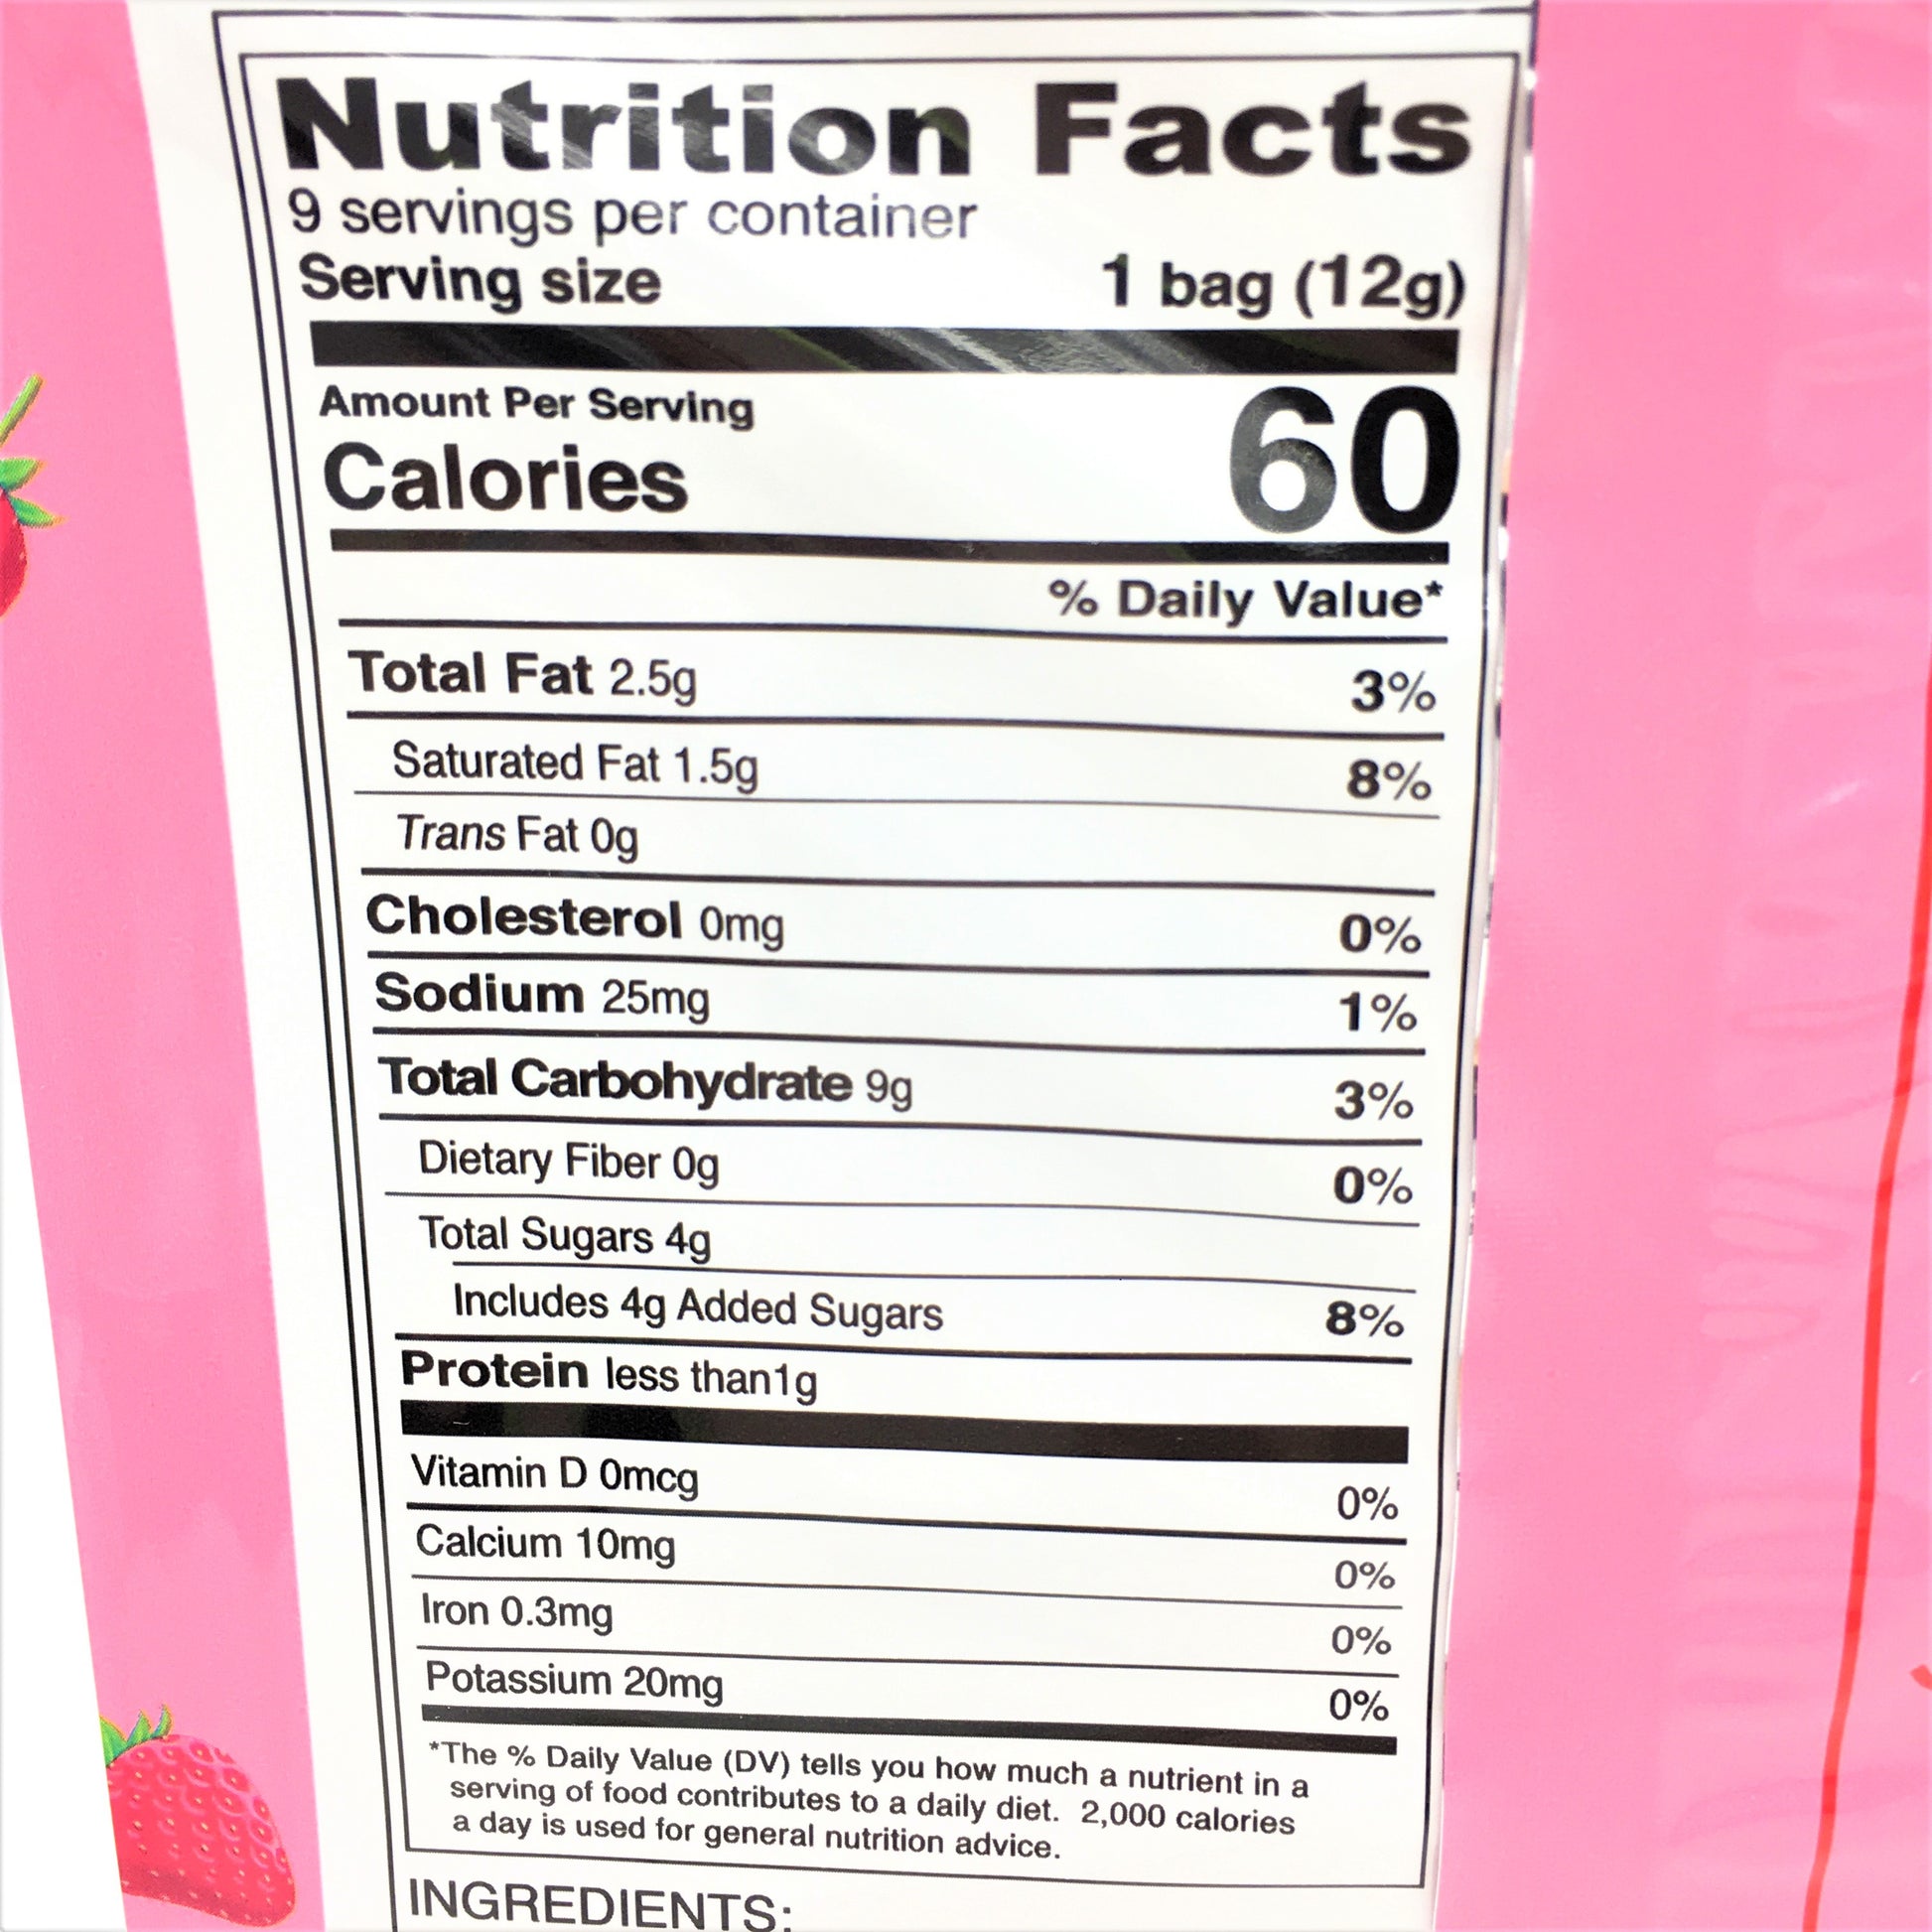 Nutrition Facts
9 servings per container
Serving size 1 bag (12g)
Amount Per Serving
Calories 60
% Daily Value*
Total Fat 2.5g 3%
Saturated Fat 1.5g 8%
Trans Fat 0g
Cholesterol 0mg 0%
Sodium 25mg 1%
Total Carbohydrate 9g 3%
Dietary Fiber 0g 0%
Total Sugars 4g
Includes 4g Added Sugars 8%
Protein less than1g
Vitamin D 0mcg 0%
Calcium 10mg 0%
Iron 0.3mg 0%
Potassium 20mg 0%
*The % Daily Value (DV) tells you how much a nutrient in a
serving of food contributes to a daily diet. 2,000 calories
a day is used for general nutrition advice.
INGREDIENTS: